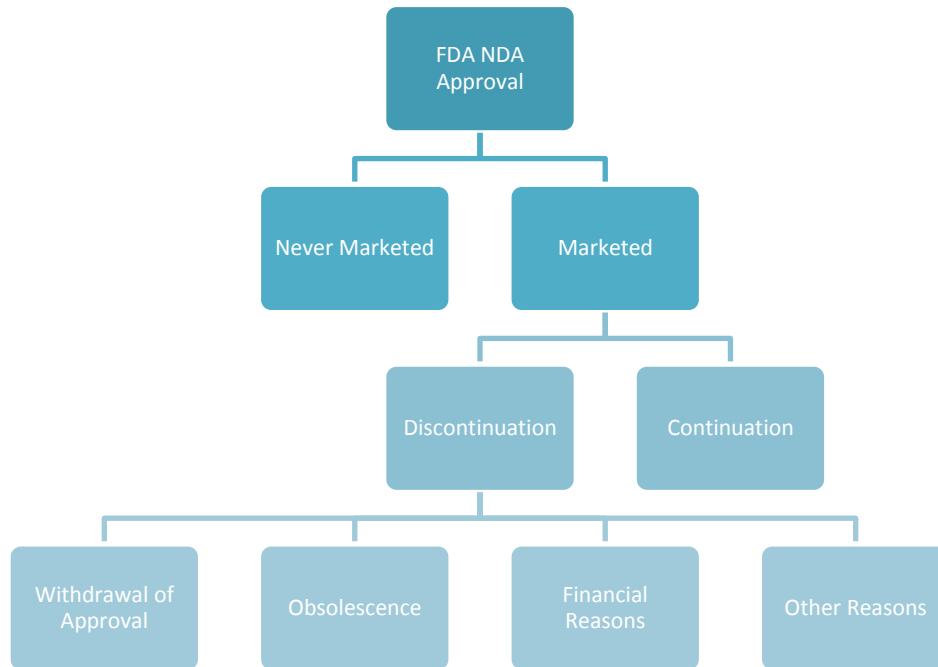 FDA NDA
Approval
Never Marketed
Marketed
Discontinuation
Continuation
Withdrawal of
Approval
Obsolescence
Financial
Reasons
Other Reasons